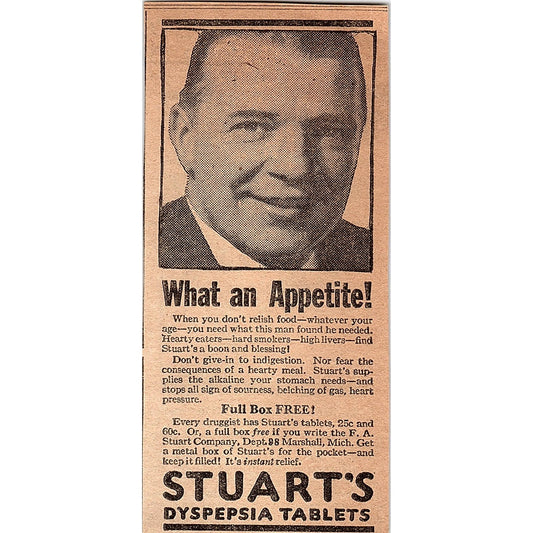 What an Appetite!
When you don't relish food—whatever your
age—you need what this man found he needed.
Hearty eaters—hard smokers—high livers—find
Stuart's a boon and blessing!
Don't give-in to indigestion. Nor fear the
consequences of a hearty meal. Stuart's sup-
plies the alkaline your stomach needs—and
stops all sign of sourness, belching of gas, heart
pressure.
Full Box FREE!
Every druggist has Stuart's tablets, 25c and
60c. Or, a full box free if you write the F. A.
Stuart Company, Dept. 98 Marshall, Mich. Get
a metal box of Stuart's for the pocket—and
keep it filled! It's instant relief.
STUART'S
DYSPEPSIA TABLETS